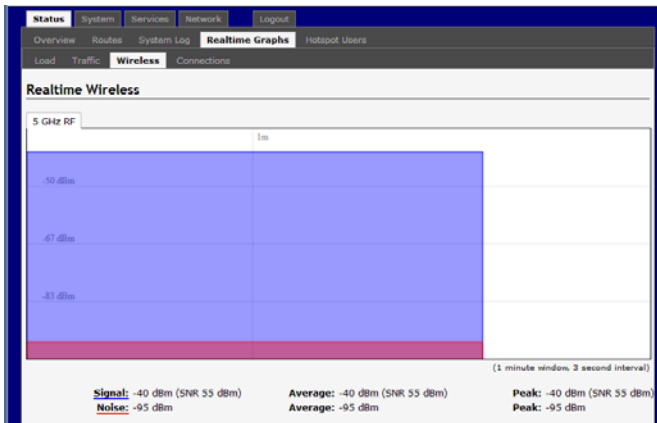 Status System Services Network Logout
Overview Routes System Log Realtime Graphs Hotspot Users
Load Traffic Wireless Connections
Realtime Wireless
5 GHz RF
1m
-50 dBm
-67 dBm
-83 dBm
(1 minute window, 3 second interval)
Signal: -40 dBm (SNR 55 dBm) Average: -40 dBm (SNR 55 dBm) Peak: -40 dBm (SNR 55 dBm)
Noise: -95 dBm Average: -95 dBm Peak: -95 dBm